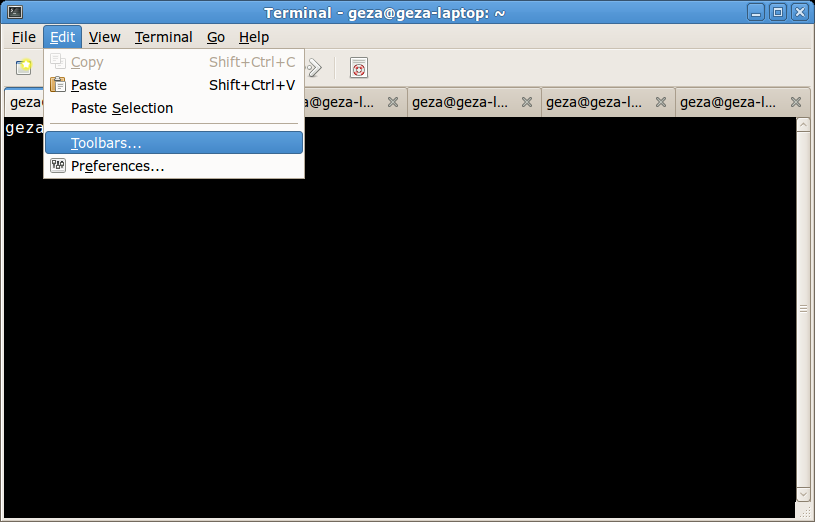 Terminal - geza@geza-laptop: ~
File Edit View Terminal Go Help
Copy Shift+Ctrl+C
Paste Shift+Ctrl+V
Paste Selection
Toolbars...
Preferences...
geza a@geza-l... geza@geza-l... geza@geza-l... geza@geza-l...
geza